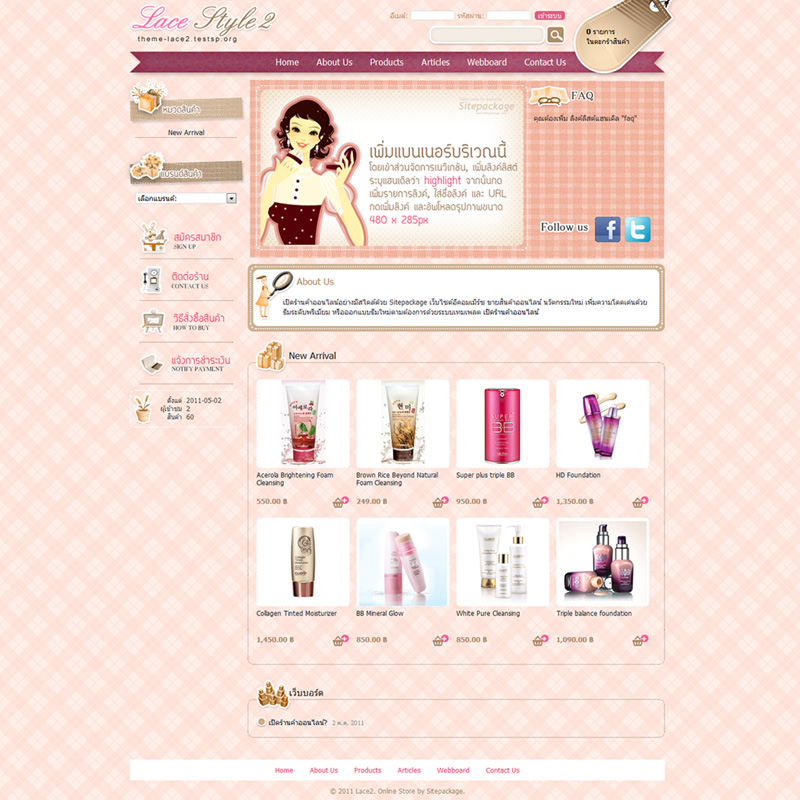 Lace Style 2
theme-lace2.testsp.org
อีเมล์: รหัสผ่าน: เข้าระบบ
0 รายการ
ในตะกร้าสินค้า
Home About Us Products Articles Webboard Contact Us
หมวดสินค้า
New Arrival
แบรนด์สินค้า
เลือกแบรนด์:
สมัครสมาชิก
SIGN UP
ติดต่อร้าน
CONTACT US
วิธีสั่งซื้อสินค้า
HOW TO BUY
แจ้งการชำระเงิน
NOTIFY PAYMENT
ตั้งแต่ 2011-05-02
ผู้เข้าชม 2
สินค้า 60
Sitepackage
เพิ่มแบนเนอร์บริเวณนี้
โดยเข้าส่วนจัดการเนวิเกชั่น, เพิ่มลิงค์ลิสต์
ระบุแฮนเดิลว่า highlight จากนั้นกด
เพิ่มรายการลิงค์, ใส่ชื่อลิงค์ และ URL
กดเพิ่มลิงค์ และอัพโหลดรูปภาพขนาด
480 x 285px
FAQ
คุณต้องเพิ่ม ลิงค์ลิสต์แฮนเดิล "faq"
Follow us
About Us
เปิดร้านค้าออนไลน์อย่างมีสไตล์ด้วย Sitepackage เว็บไซต์อีคอมเมิร์ซ ขายสินค้าออนไลน์ นวัตกรรมใหม่ เพิ่มความโดดเด่นด้วย
ธีมระดับพรีเมี่ยม หรือออกแบบธีมใหม่ตามต้องการด้วยระบบเทมเพลต เปิดร้านค้าออนไลน์
New Arrival
Acerola Brightening Foam
Cleansing
550.00 ฿
Brown Rice Beyond Natural
Foam Cleansing
249.00 ฿
SUPER
BB
Super plus triple BB
950.00 ฿
HD Foundation
1,350.00 ฿
Collagen Tinted Moisturizer
1,450.00 ฿
BB Mineral Glow
850.00 ฿
White Pure Cleansing
850.00 ฿
Triple balance foundation
1,090.00 ฿
เว็บบอร์ด
เปิดร้านค้าออนไลน์? 2 พ.ค. 2011
Home About Us Products Articles Webboard Contact Us
© 2011 Lace2. Online Store by Sitepackage.